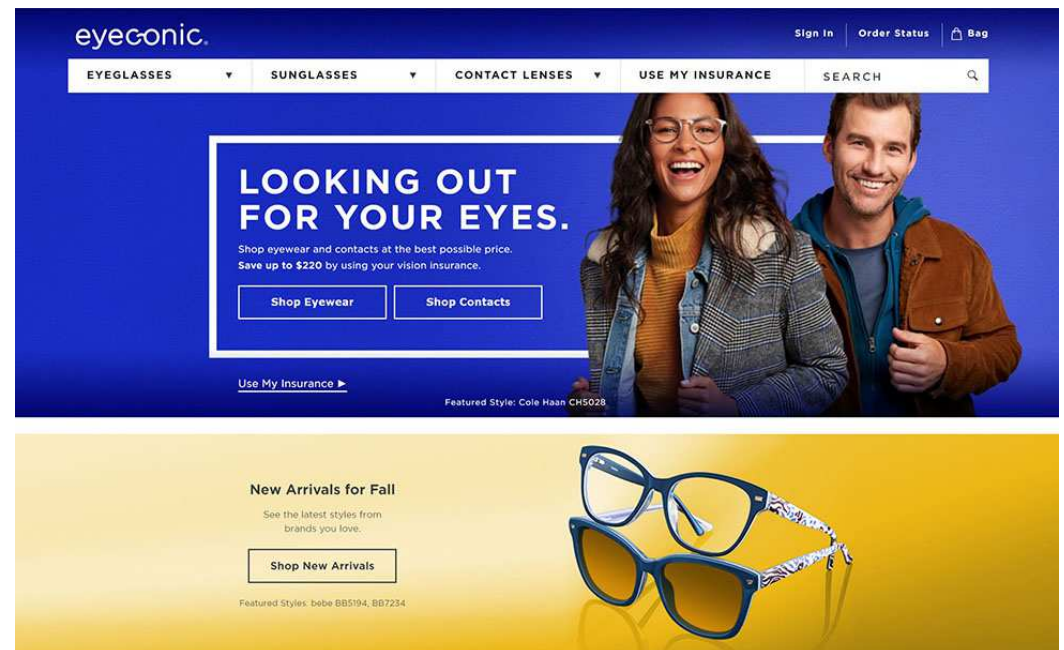 eyeconic.
Sign In
Order Status
Bag
EYEGLASSES ▼
SUNGLASSES ▼
CONTACT LENSES ▼
USE MY INSURANCE
SEARCH
LOOKING OUT
FOR YOUR EYES.
Shop eyewear and contacts at the best possible price.
Save up to $220 by using your vision insurance.
Shop Eyewear
Shop Contacts
Use My Insurance ▶
Featured Style: Cole Haan CH5028
New Arrivals for Fall
See the latest styles from
brands you love.
Shop New Arrivals
Featured Styles: bebe BB5194, BB7234